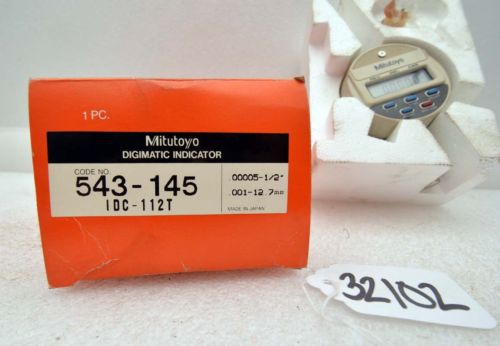 1 PC.
Mitutoyo
DIGIMATIC INDICATOR
CODE NO.
543-145
IDC-112T
.00005-1/2"
.001-12.7mm
MADE IN JAPAN
Mitutoyo
32102